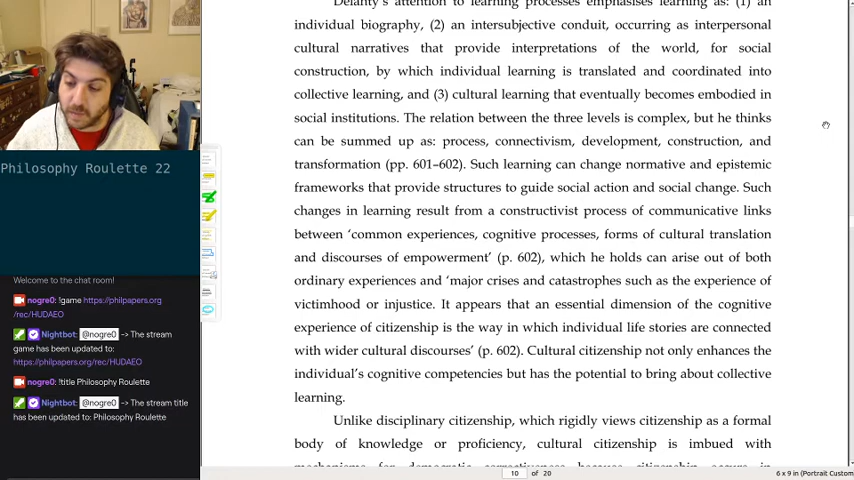 Delanty's attention to learning processes emphasises learning as: (1) an
individual biography, (2) an intersubjective conduit, occurring as interpersonal
cultural narratives that provide interpretations of the world, for social
construction, by which individual learning is translated and coordinated into
collective learning, and (3) cultural learning that eventually becomes embodied in
social institutions. The relation between the three levels is complex, but he thinks
can be summed up as: process, connectivism, development, construction, and
transformation (pp. 601–602). Such learning can change normative and epistemic
frameworks that provide structures to guide social action and social change. Such
changes in learning result from a constructivist process of communicative links
between 'common experiences, cognitive processes, forms of cultural translation
and discourses of empowerment' (p. 602), which he holds can arise out of both
ordinary experiences and 'major crises and catastrophes such as the experience of
victimhood or injustice. It appears that an essential dimension of the cognitive
experience of citizenship is the way in which individual life stories are connected
with wider cultural discourses' (p. 602). Cultural citizenship not only enhances the
individual's cognitive competencies but has the potential to bring about collective
learning.
Unlike disciplinary citizenship, which rigidly views citizenship as a formal
body of knowledge or proficiency, cultural citizenship is imbued with
mechanisms for democratic correctiveness because citizenship occurs in
10 of 20
6 x 9 in (Portrait Custom
Philosophy Roulette 22
Welcome to the chat room!
nogre0: !game https://philpapers.org
/rec/HUDAEO
Nightbot: @nogre0 -> The stream
game has been updated to:
https://philpapers.org/rec/HUDAEO
nogre0: !title Philosophy Roulette
Nightbot: @nogre0 -> The stream
title has been updated to: Philosophy Roulette